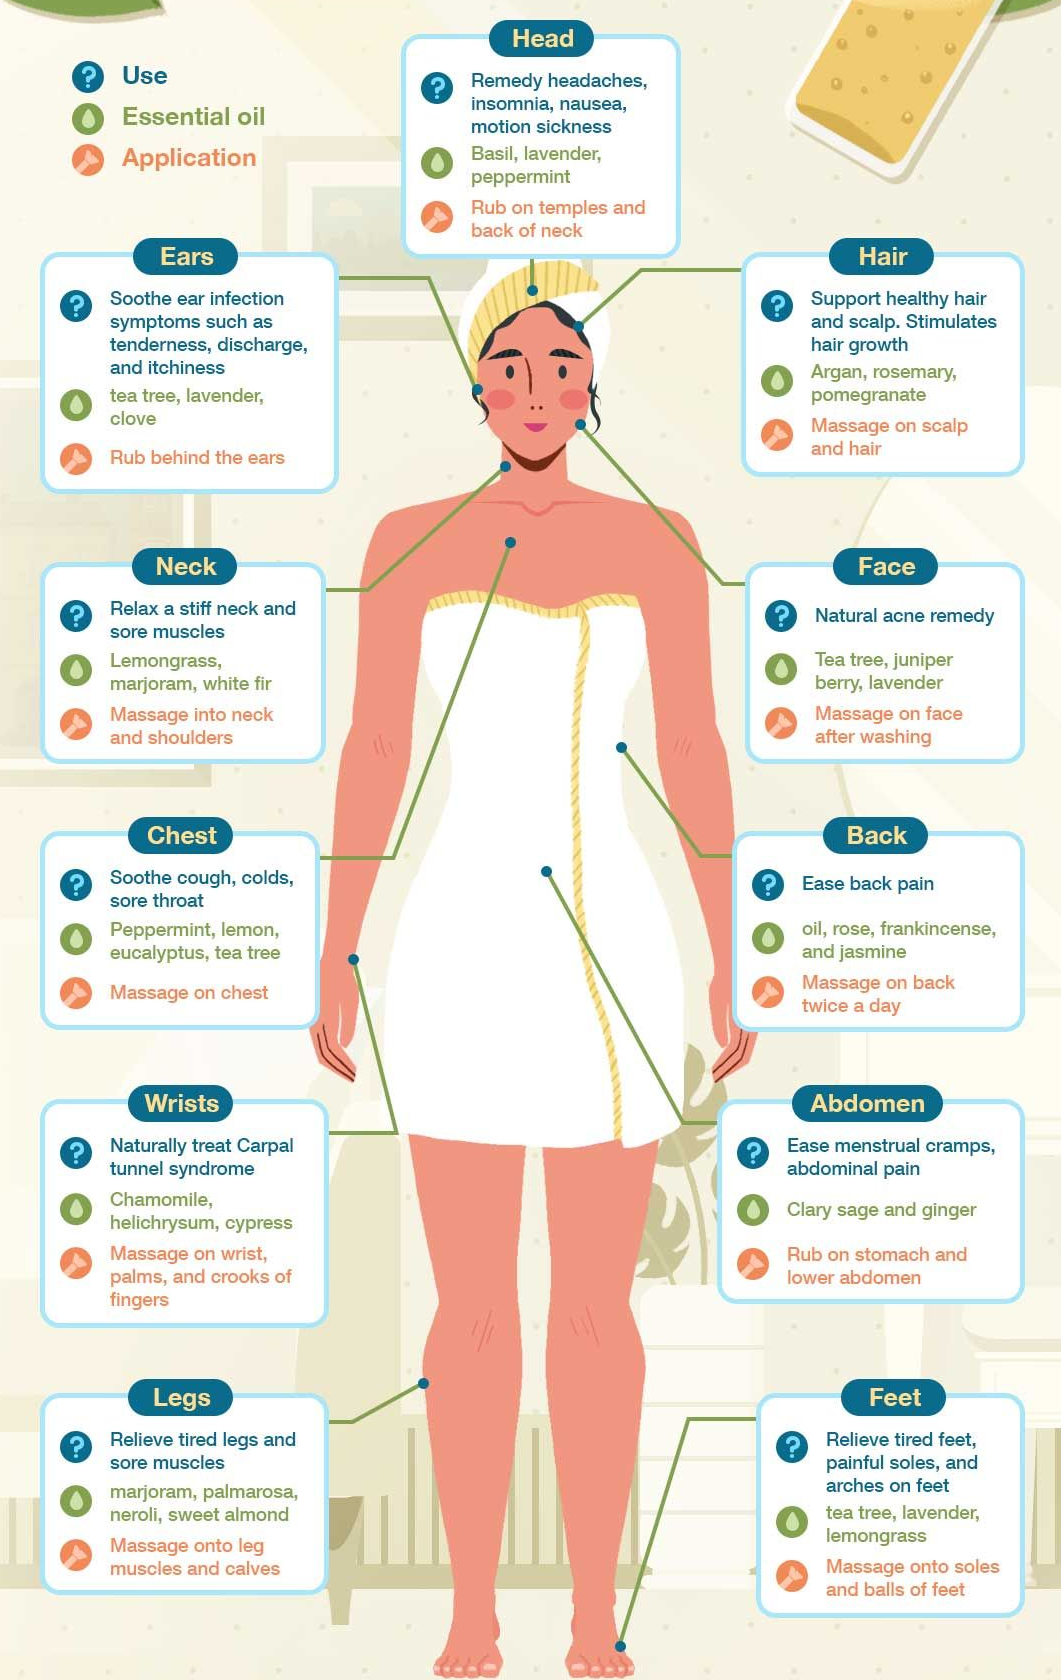 Use
Essential oil
Application
Head
Remedy headaches,
insomnia, nausea,
motion sickness
Basil, lavender,
peppermint
Rub on temples and
back of neck
Ears
Soothe ear infection
symptoms such as
tenderness, discharge,
and itchiness
tea tree, lavender,
clove
Rub behind the ears
Hair
Support healthy hair
and scalp. Stimulates
hair growth
Argan, rosemary,
pomegranate
Massage on scalp
and hair
Neck
Relax a stiff neck and
sore muscles
Lemongrass,
marjoram, white fir
Massage into neck
and shoulders
Face
Natural acne remedy
Tea tree, juniper
berry, lavender
Massage on face
after washing
Chest
Soothe cough, colds,
sore throat
Peppermint, lemon,
eucalyptus, tea tree
Massage on chest
Back
Ease back pain
oil, rose, frankincense,
and jasmine
Massage on back
twice a day
Wrists
Naturally treat Carpal
tunnel syndrome
Chamomile,
helichrysum, cypress
Massage on wrist,
palms, and crooks of
fingers
Abdomen
Ease menstrual cramps,
abdominal pain
Clary sage and ginger
Rub on stomach and
lower abdomen
Legs
Relieve tired legs and
sore muscles
marjoram, palmarosa,
neroli, sweet almond
Massage onto leg
muscles and calves
Feet
Relieve tired feet,
painful soles, and
arches on feet
tea tree, lavender,
lemongrass
Massage onto soles
and balls of feet